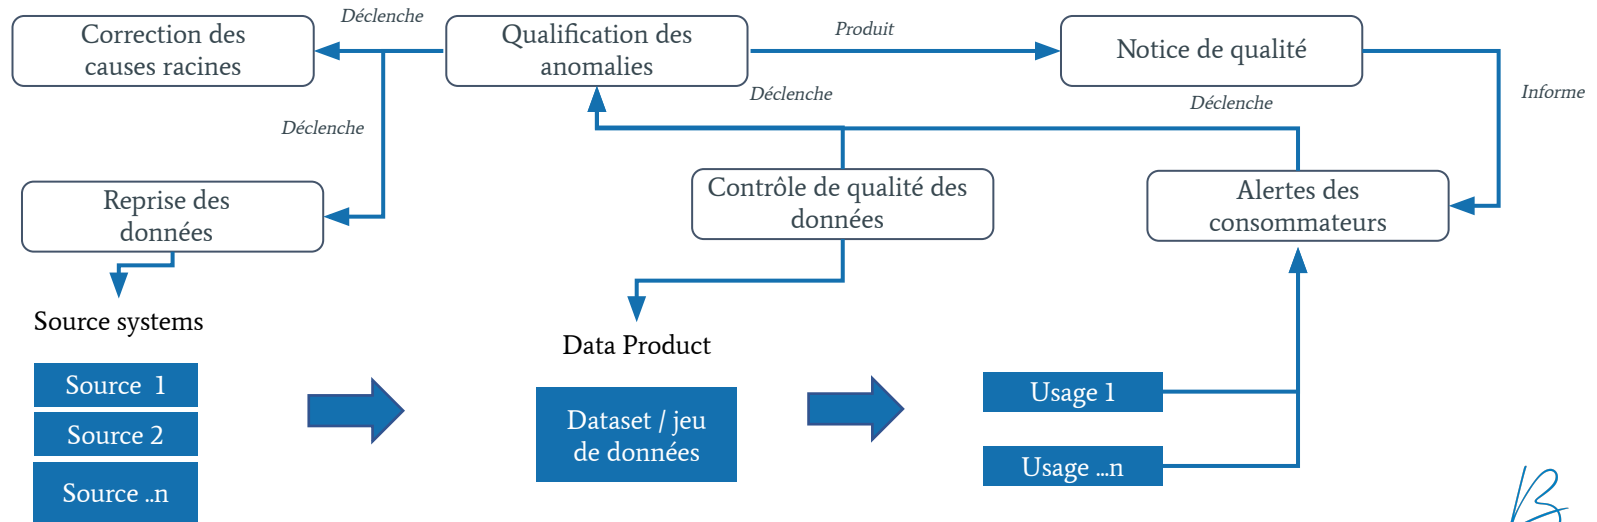 Déclenche
Correction des
causes racines
Qualification des
anomalies
Produit
Notice de qualité
Déclenche
Déclenche
Informe
Déclenche
Reprise des
données
Contrôle de qualité des
données
Alertes des
consommateurs
Source systems
Data Product
Source 1
Source 2
Source ..n
Dataset / jeu
de données
Usage 1
Usage ...n